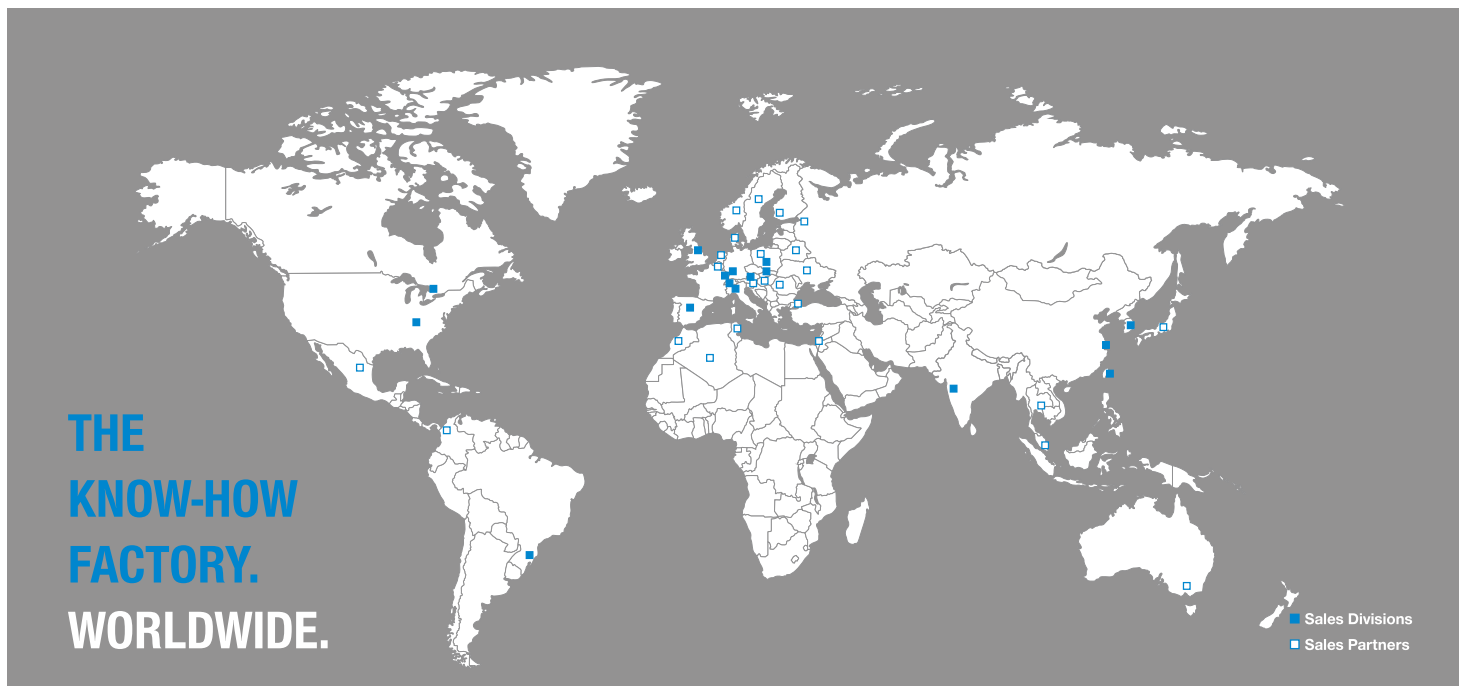 THE
KNOW-HOW
FACTORY.
WORLDWIDE.
Sales Divisions
Sales Partners